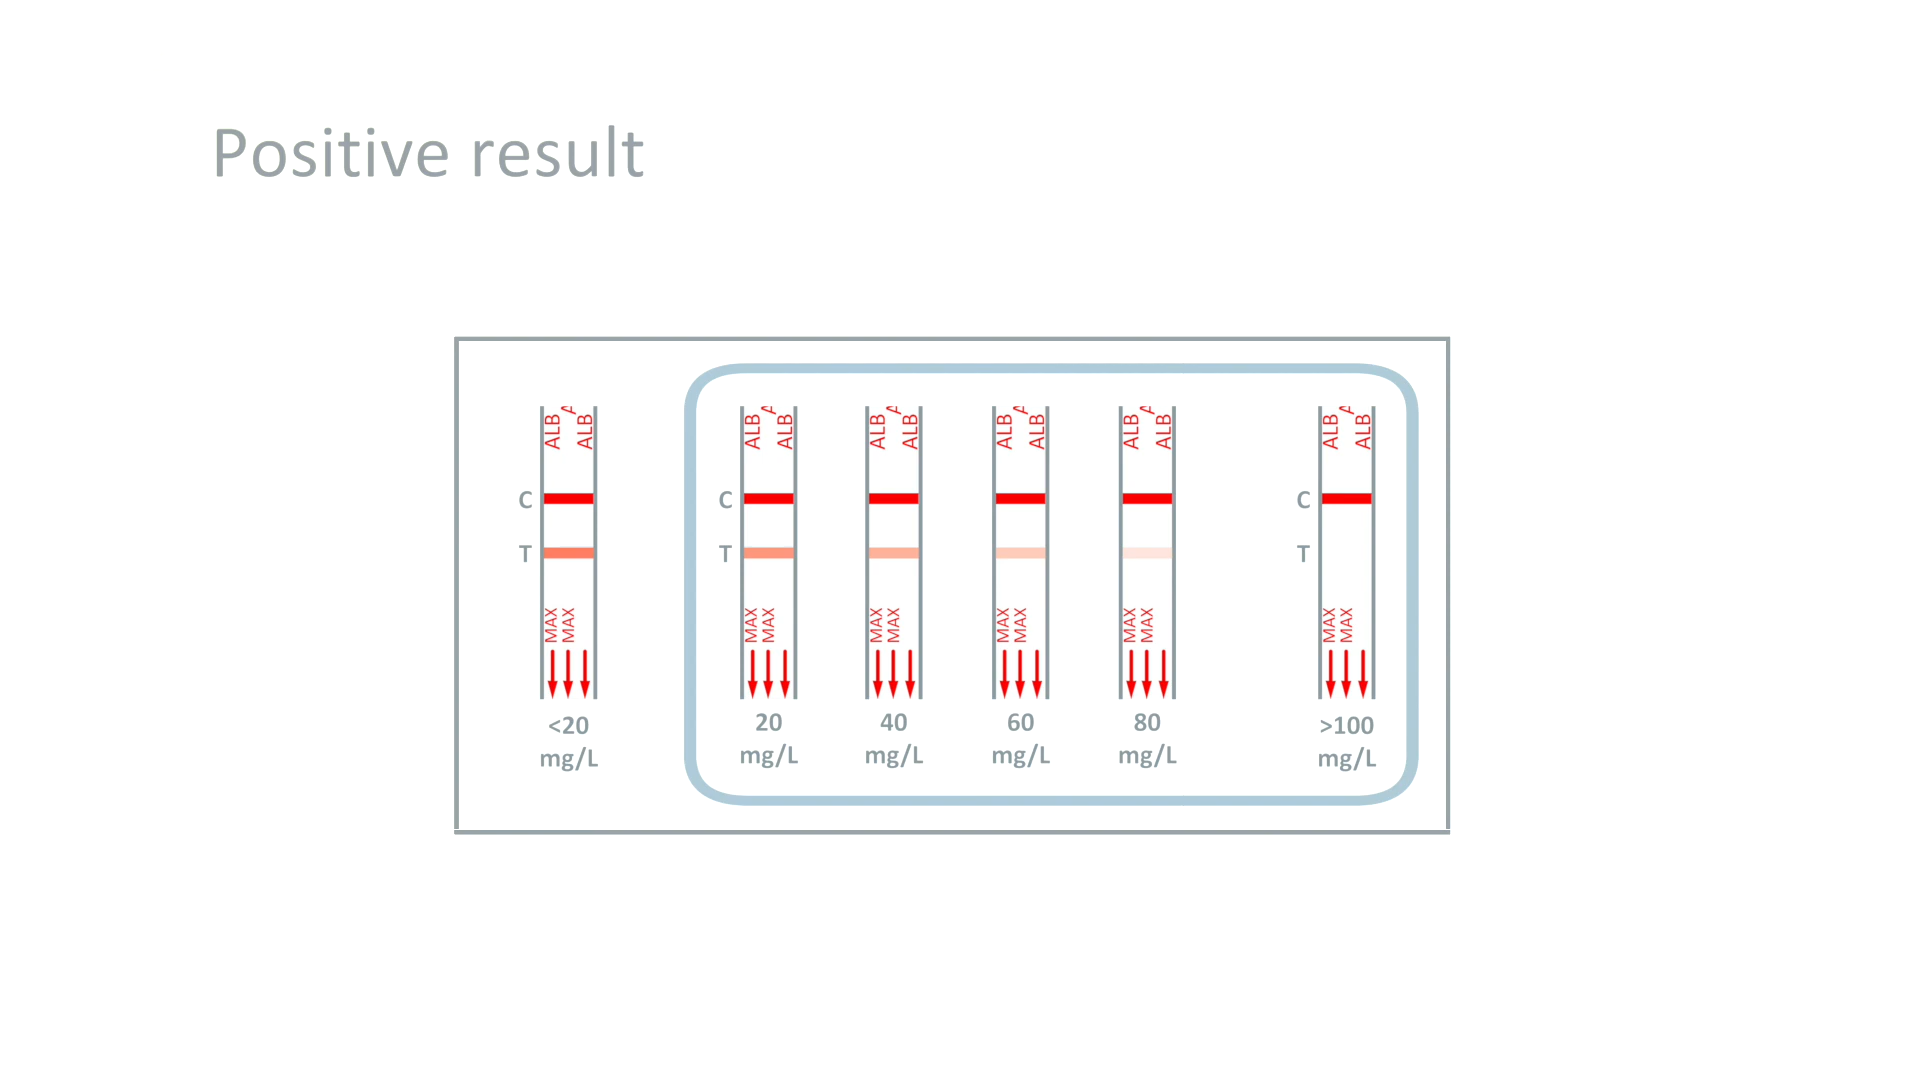 Positive result
ALB A ALB ALB A ALB ALB A ALB ALB A ALB ALB A ALB ALB A ALB
C C C
T T T
MAX MAX MAX MAX MAX MAX MAX MAX MAX MAX MAX MAX
<20 20 40 60 80 >100
mg/L mg/L mg/L mg/L mg/L mg/L